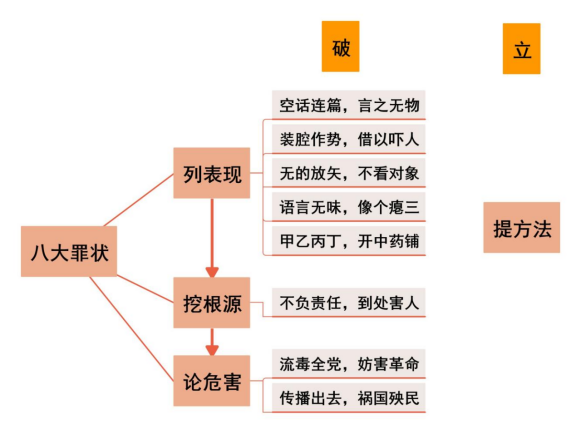 破
立
空话连篇，言之无物
装腔作势，借以吓人
列表现
无的放矢，不看对象
语言无味，像个瘪三
提方法
甲乙丙丁，开中药铺
八大罪状
挖根源
不负责任，到处害人
流毒全党，妨害革命
论危害
传播出去，祸国殃民